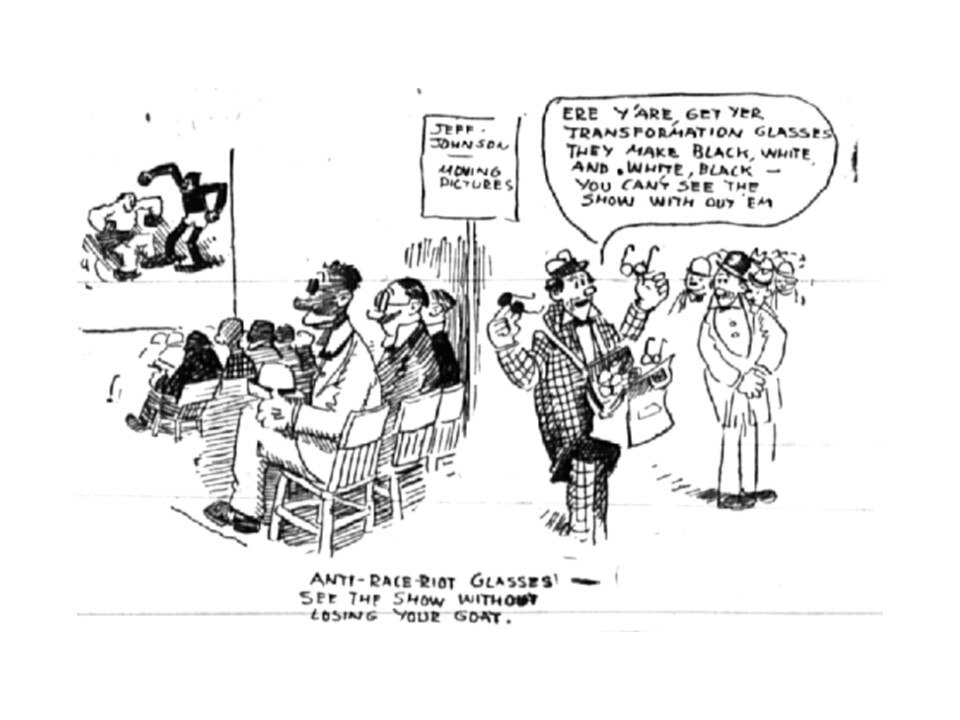 JEFF-
JOHNSON
MOVING
PICTURES
'ERE Y'ARE, GET YER
TRANSFORMATION GLASSES
THEY MAKE BLACK, WHITE
AND WHITE, BLACK —
YOU CAN'T SEE THE
SHOW WITH OUT 'EM
ANTI-RACE-RIOT GLASSES! —
SEE THE SHOW WITHOUT
LOSING YOUR GOAT.